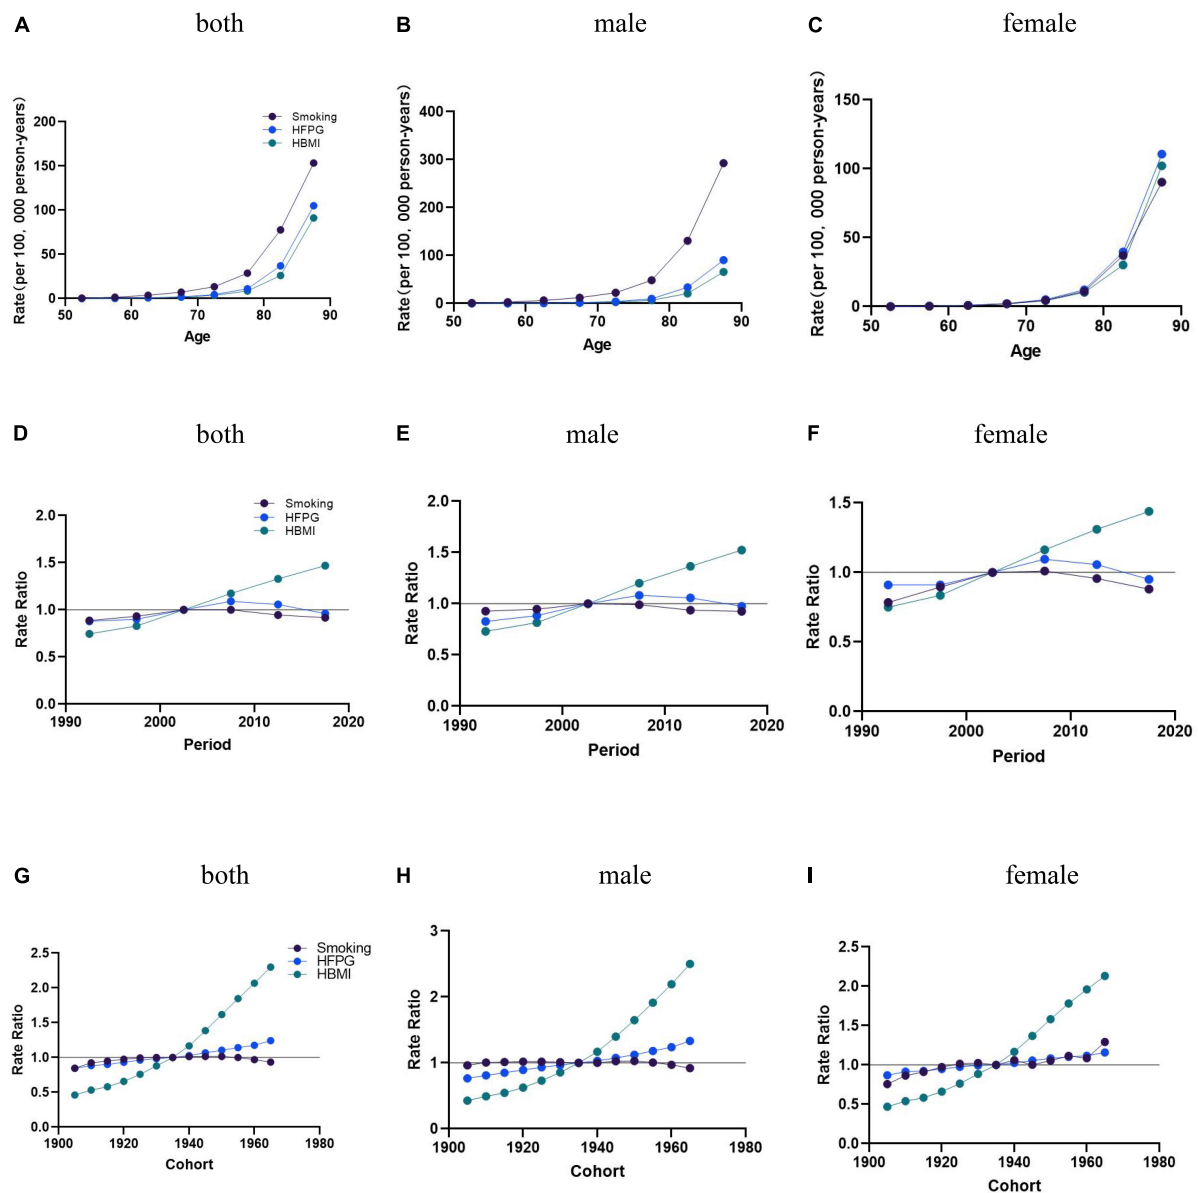 A both
Rate(per 100, 000 person-years)
200
150
100
50
0
50 60 70 80 90
Age
Smoking
HFPG
HBMI
B male
Rate(per 100, 000 person-years)
400
300
200
100
0
50 60 70 80 90
Age
C female
Rate(per 100, 000 person-years)
150
100
50
0
50 60 70 80 90
Age
D both
Rate Ratio
2.0
1.5
1.0
0.5
0.0
1990 2000 2010 2020
Period
Smoking
HFPG
HBMI
E male
Rate Ratio
2.0
1.5
1.0
0.5
0.0
1990 2000 2010 2020
Period
F female
Rate Ratio
1.5
1.0
0.5
0.0
1990 2000 2010 2020
Period
G both
Rate Ratio
2.5
2.0
1.5
1.0
0.5
0.0
1900 1920 1940 1960 1980
Cohort
Smoking
HFPG
HBMI
H male
Rate Ratio
3
2
1
0
1900 1920 1940 1960 1980
Cohort
I female
Rate Ratio
2.5
2.0
1.5
1.0
0.5
0.0
1900 1920 1940 1960 1980
Cohort